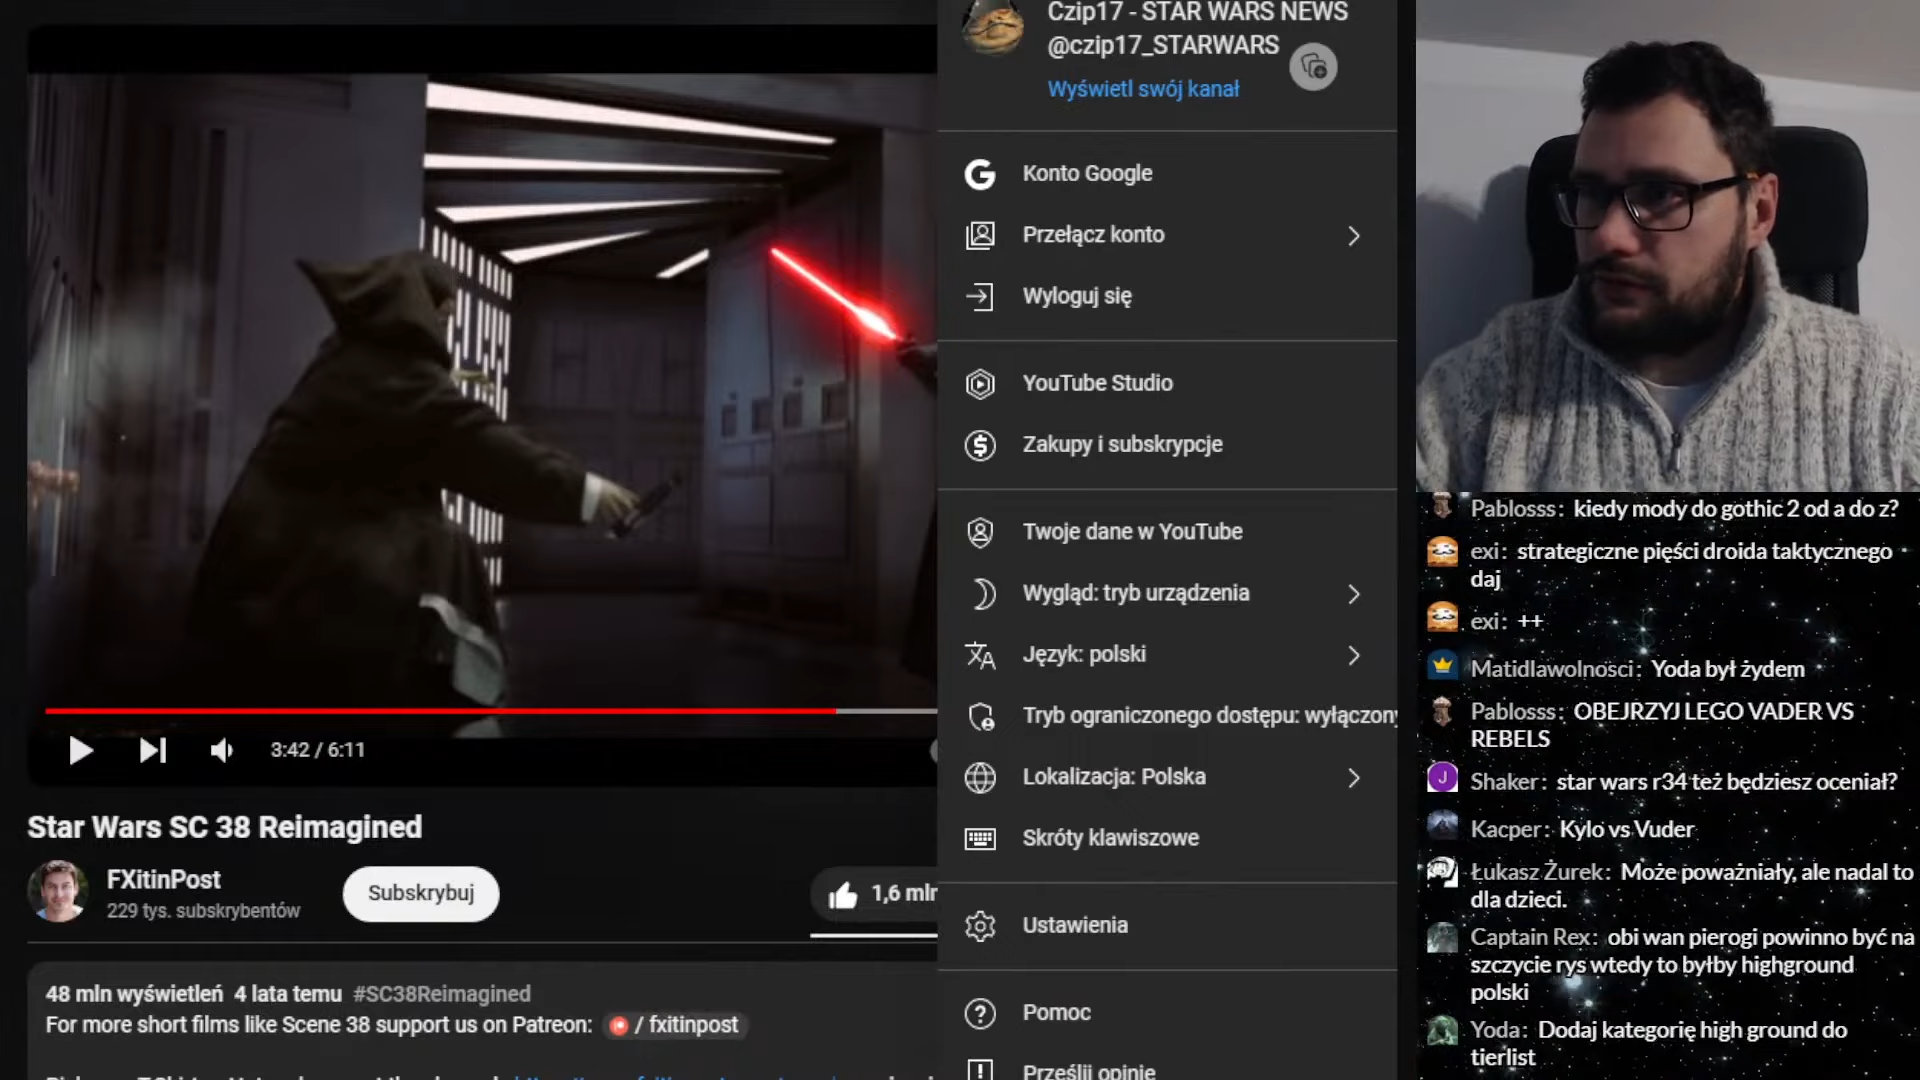 Czip17 - STAR WARS NEWS
@czip17_STARWARS
Wyświetl swój kanał
Konto Google
Przełącz konto
Wyloguj się
YouTube Studio
Zakupy i subskrypcje
Twoje dane w YouTube
Wygląd: tryb urządzenia
Język: polski
Tryb ograniczonego dostępu: wyłączony
Lokalizacja: Polska
Skróty klawiszowe
Ustawienia
Pomoc
Prześlij opinię
3:42 / 6:11
Star Wars SC 38 Reimagined
FXitinPost
229 tys. subskrybentów
Subskrybuj
1,6 mln
48 mln wyświetleń 4 lata temu #SC38Reimagined
For more short films like Scene 38 support us on Patreon: / fxitinpost
Pablosss: kiedy mody do gothic 2 od a do z?
exi: strategiczne pięści droida taktycznego
daj
exi: ++
Matidlawolnosci: Yoda był żydem
Pablosss: OBEJRZYJ LEGO VADER VS
REBELS
J
Shaker: star wars r34 też będziesz oceniał?
Kacper: Kylo vs Vuder
Łukasz Żurek: Może poważniały, ale nadal to
dla dzieci.
Captain Rex: obi wan pierogi powinno być na
szczycie rys wtedy to byłby highground
polski
Yoda: Dodaj kategorię high ground do
tierlist